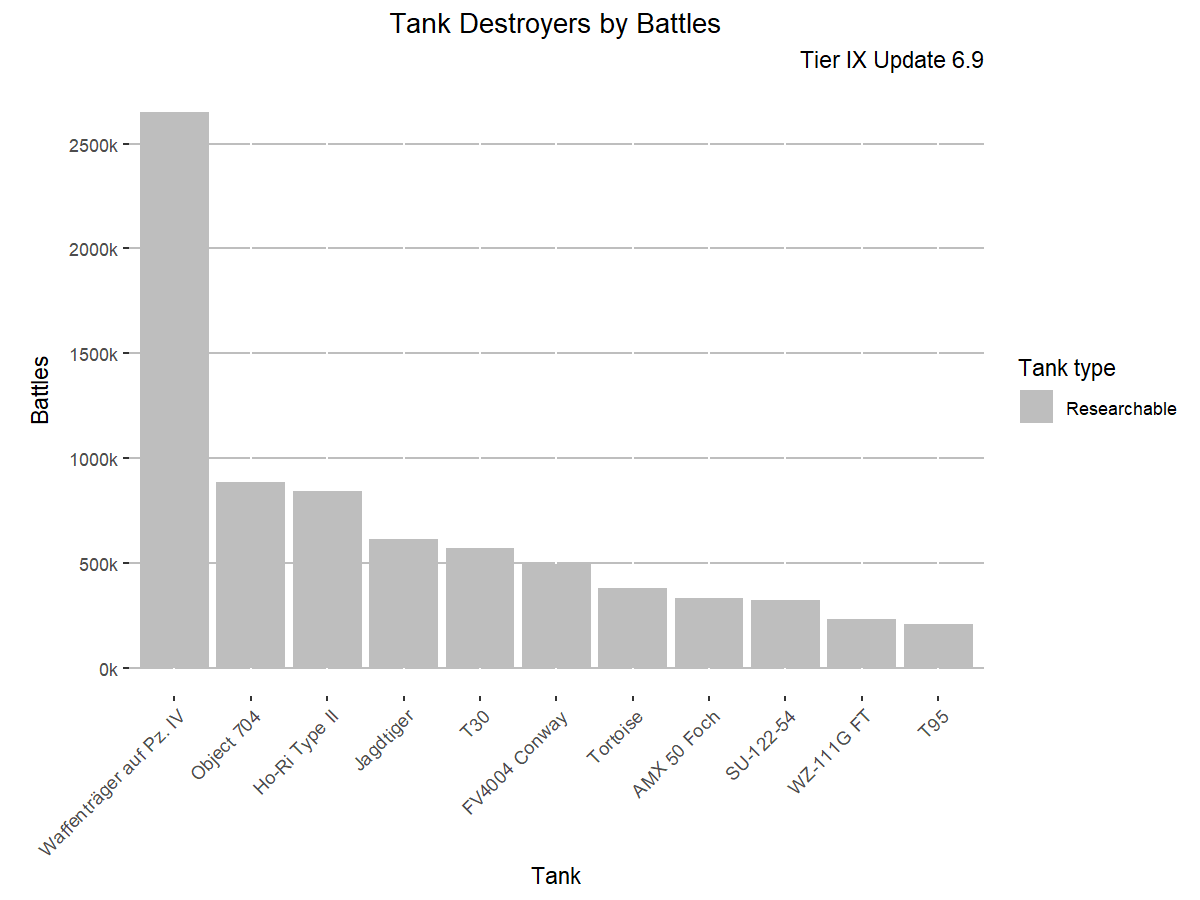 Tank Destroyers by Battles
Tier IX Update 6.9
2500k
2000k
1500k
1000k
500k
0k
Battles
Waffenträger auf Pz. IV
Object 704
Ho-Ri Type II
Jagdtiger
T30
FV4004 Conway
Tortoise
AMX 50 Foch
SU-122-54
WZ-111G FT
T95
Tank
Tank type
Researchable